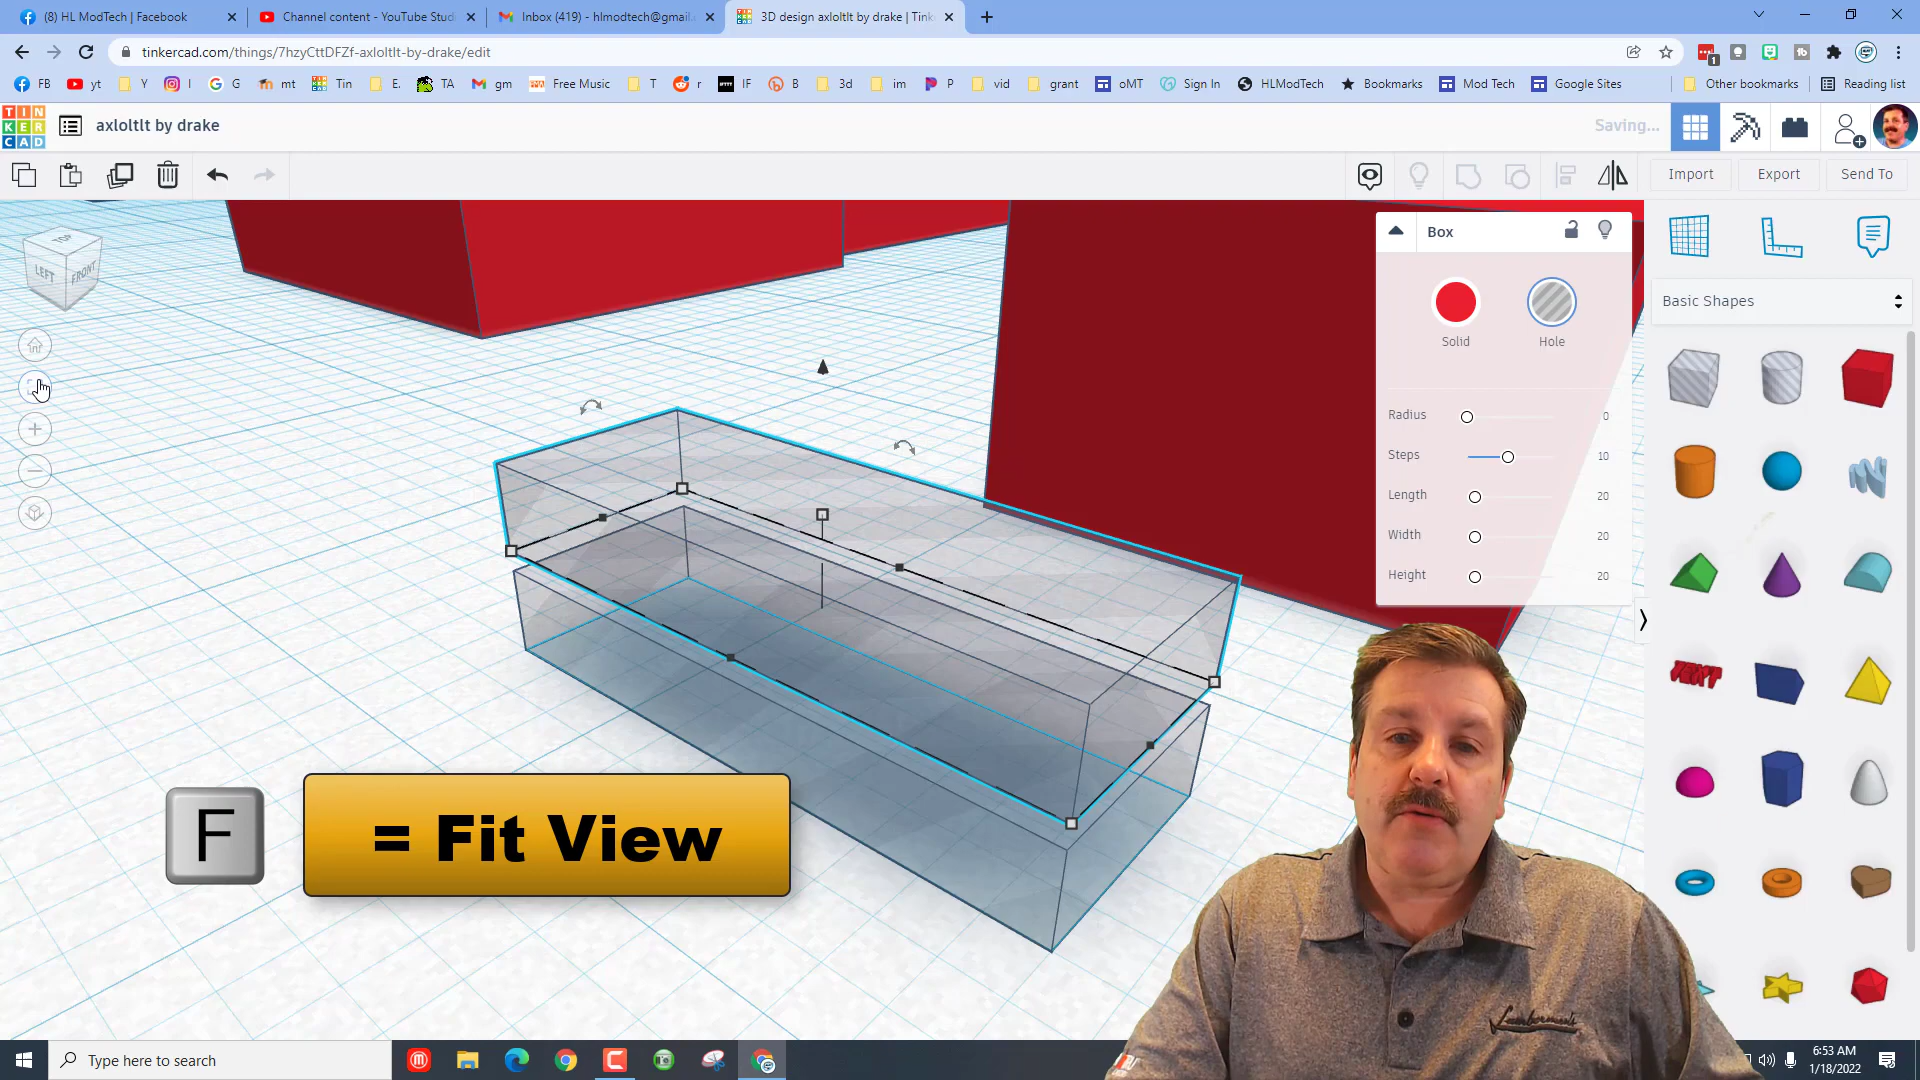 (8) HL ModTech | Facebook
Channel content - YouTube Stud
Inbox (419) - hlmodtech@gmail.
3D design axloltlt by drake | Tink
tinkercad.com/things/7hzyCttDFZf-axloltlt-by-drake/edit
FB
yt
Y
I
G
mt
Tin
E.
TA
gm
Free Music
T
r
IF
B
3d
im
P
vid
grant
oMT
Sign In
HLModTech
Bookmarks
Mod Tech
Google Sites
Other bookmarks
Reading list
TIN
KER
CAD
axloltlt by drake
Saving...
Import
Export
Send To
TOP
LEFT
FRONT
Box
Solid
Hole
Radius 0
Steps 10
Length 20
Width 20
Height 20
Basic Shapes
TEXT
F
= Fit View
Type here to search
6:53 AM
1/18/2022